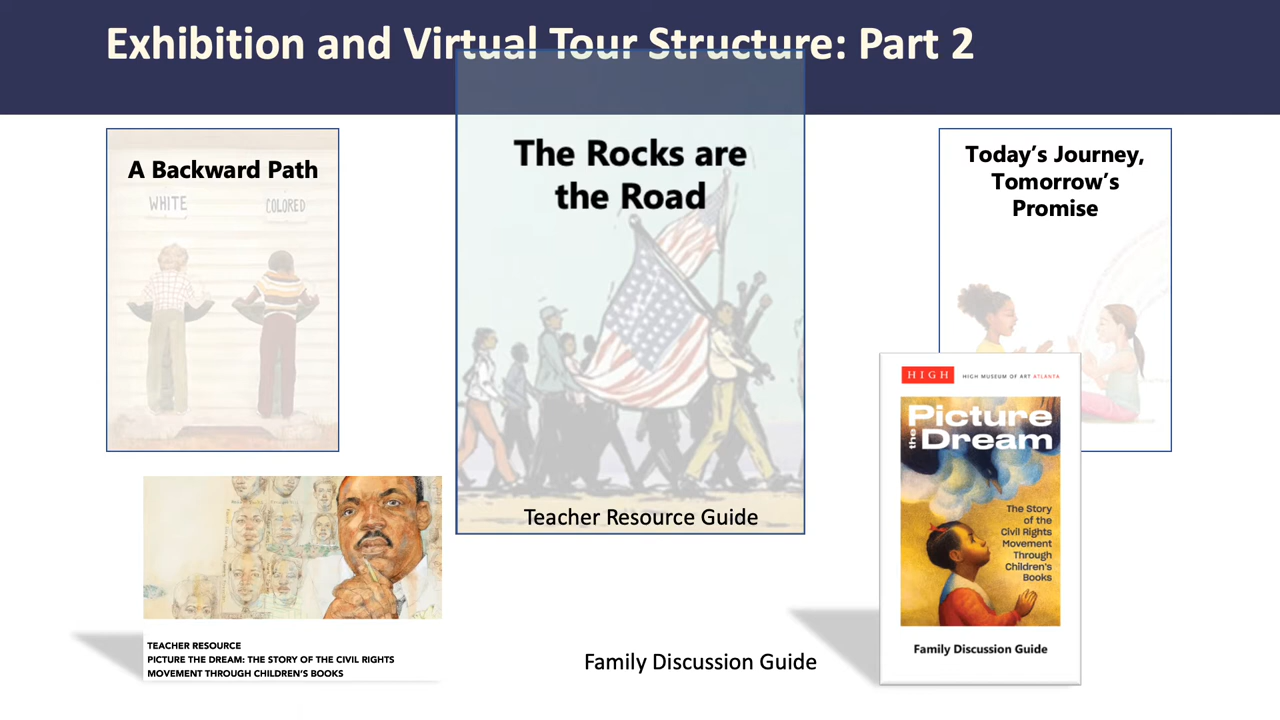 Exhibition and Virtual Tour Structure: Part 2
A Backward Path
WHITE
COLORED
The Rocks are
the Road
Teacher Resource Guide
Today’s Journey,
Tomorrow’s
Promise
TEACHER RESOURCE
PICTURE THE DREAM: THE STORY OF THE CIVIL RIGHTS
MOVEMENT THROUGH CHILDREN’S BOOKS
Family Discussion Guide
HIGH
HIGH MUSEUM OF ART ATLANTA
Picture
the Dream
The Story
of the
Civil Rights
Movement
Through
Children’s
Books
Family Discussion Guide